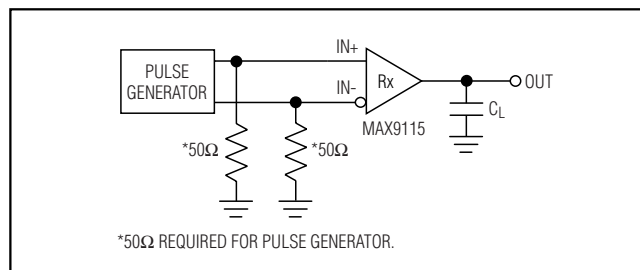 PULSE
GENERATOR
IN+
IN-
Rx
MAX9115
OUT
CL
*50Ω
*50Ω
*50Ω REQUIRED FOR PULSE GENERATOR.